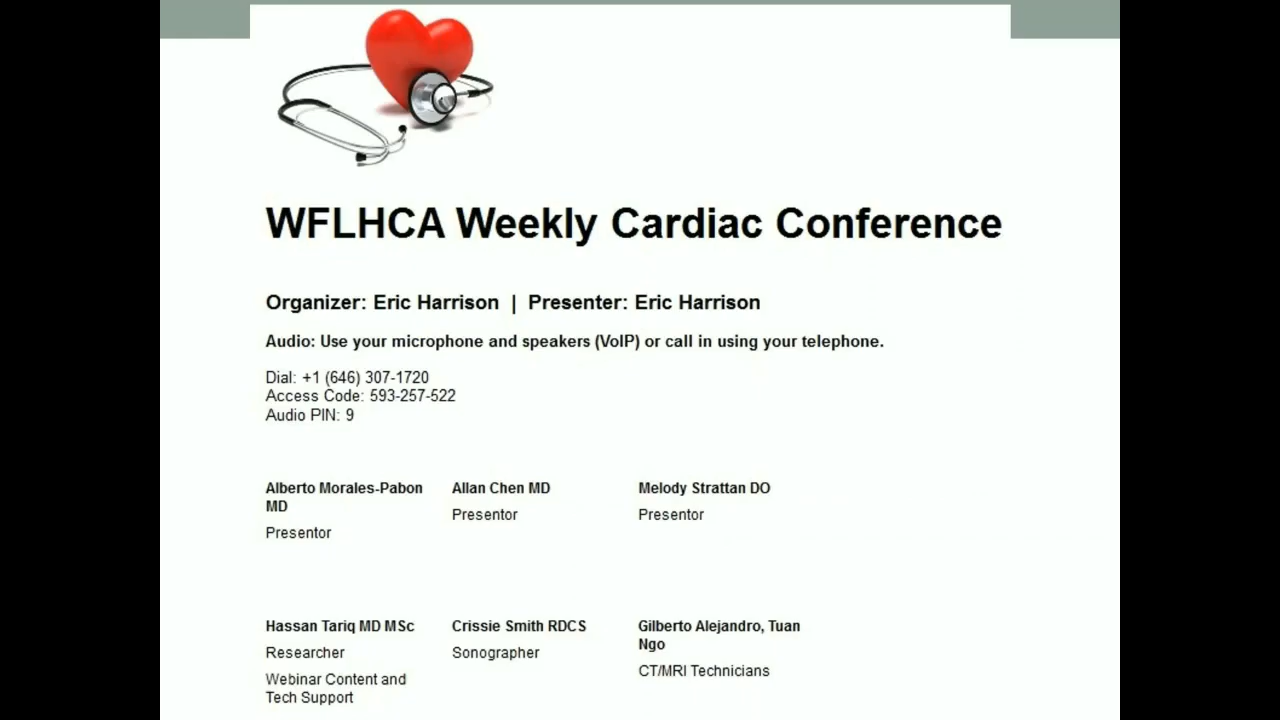 WFLHCA Weekly Cardiac Conference
Organizer: Eric Harrison | Presenter: Eric Harrison
Audio: Use your microphone and speakers (VoIP) or call in using your telephone.
Dial: +1 (646) 307-1720
Access Code: 593-257-522
Audio PIN: 9
Alberto Morales-Pabon
MD
Presentor
Allan Chen MD
Presentor
Melody Strattan DO
Presentor
Hassan Tariq MD MSc
Researcher
Webinar Content and
Tech Support
Crissie Smith RDCS
Sonographer
Gilberto Alejandro, Tuan
Ngo
CT/MRI Technicians